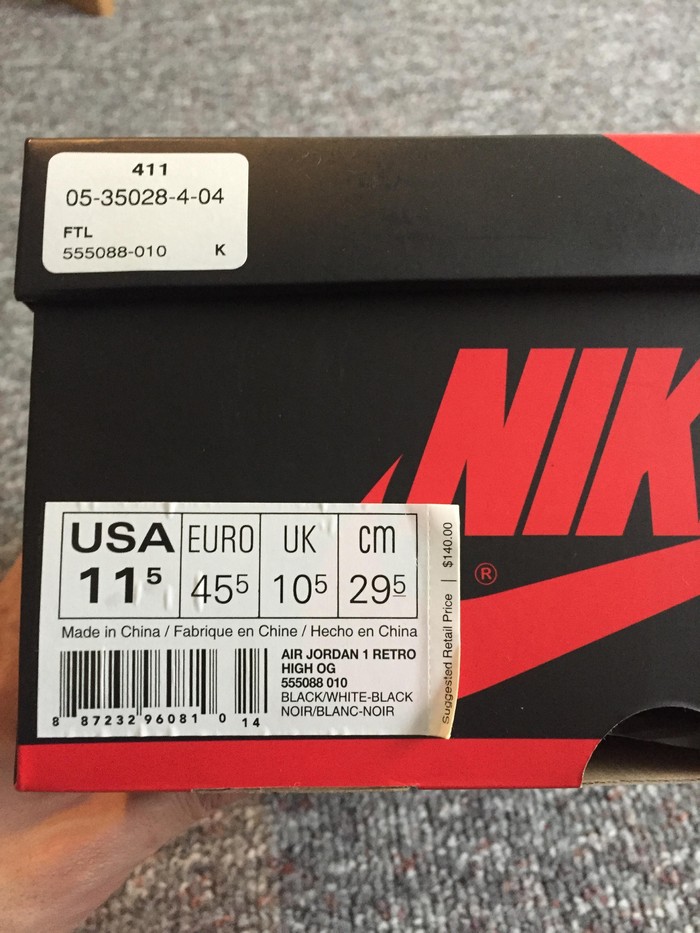 411
05-35028-4-04
FTL
555088-010 K
NIK
®
USA EURO UK cm
11⁵ 45⁵ 10⁵ 29⁵
Made in China / Fabrique en Chine / Hecho en China
AIR JORDAN 1 RETRO
HIGH OG
555088 010
BLACK/WHITE-BLACK
NOIR/BLANC-NOIR
8 87232 96081 0 14
Suggested Retail Price | $140.00